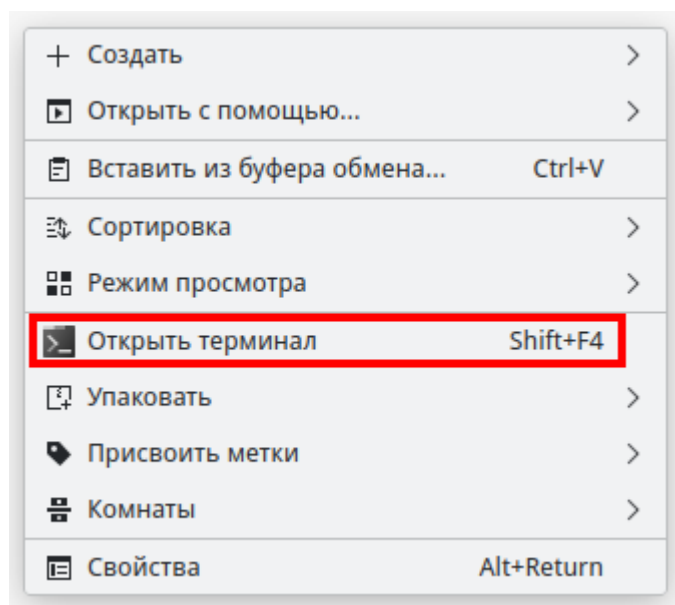 Создать
Открыть с помощью...
Вставить из буфера обмена... Ctrl+V
Сортировка
Режим просмотра
Открыть терминал Shift+F4
Упаковать
Присвоить метки
Комнаты
Свойства Alt+Return